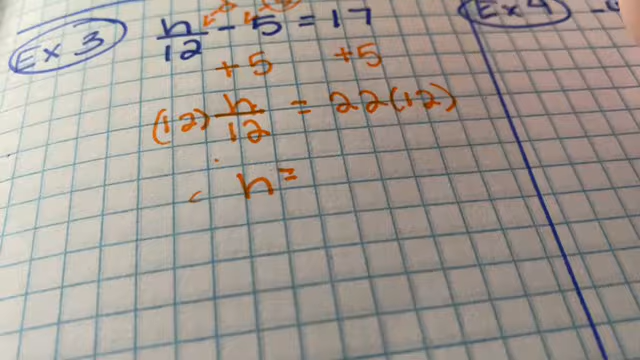 Ex 3
n/12 - 5 = 17
+5 +5
(12) n/12 = 22(12)
n =
Ex 4